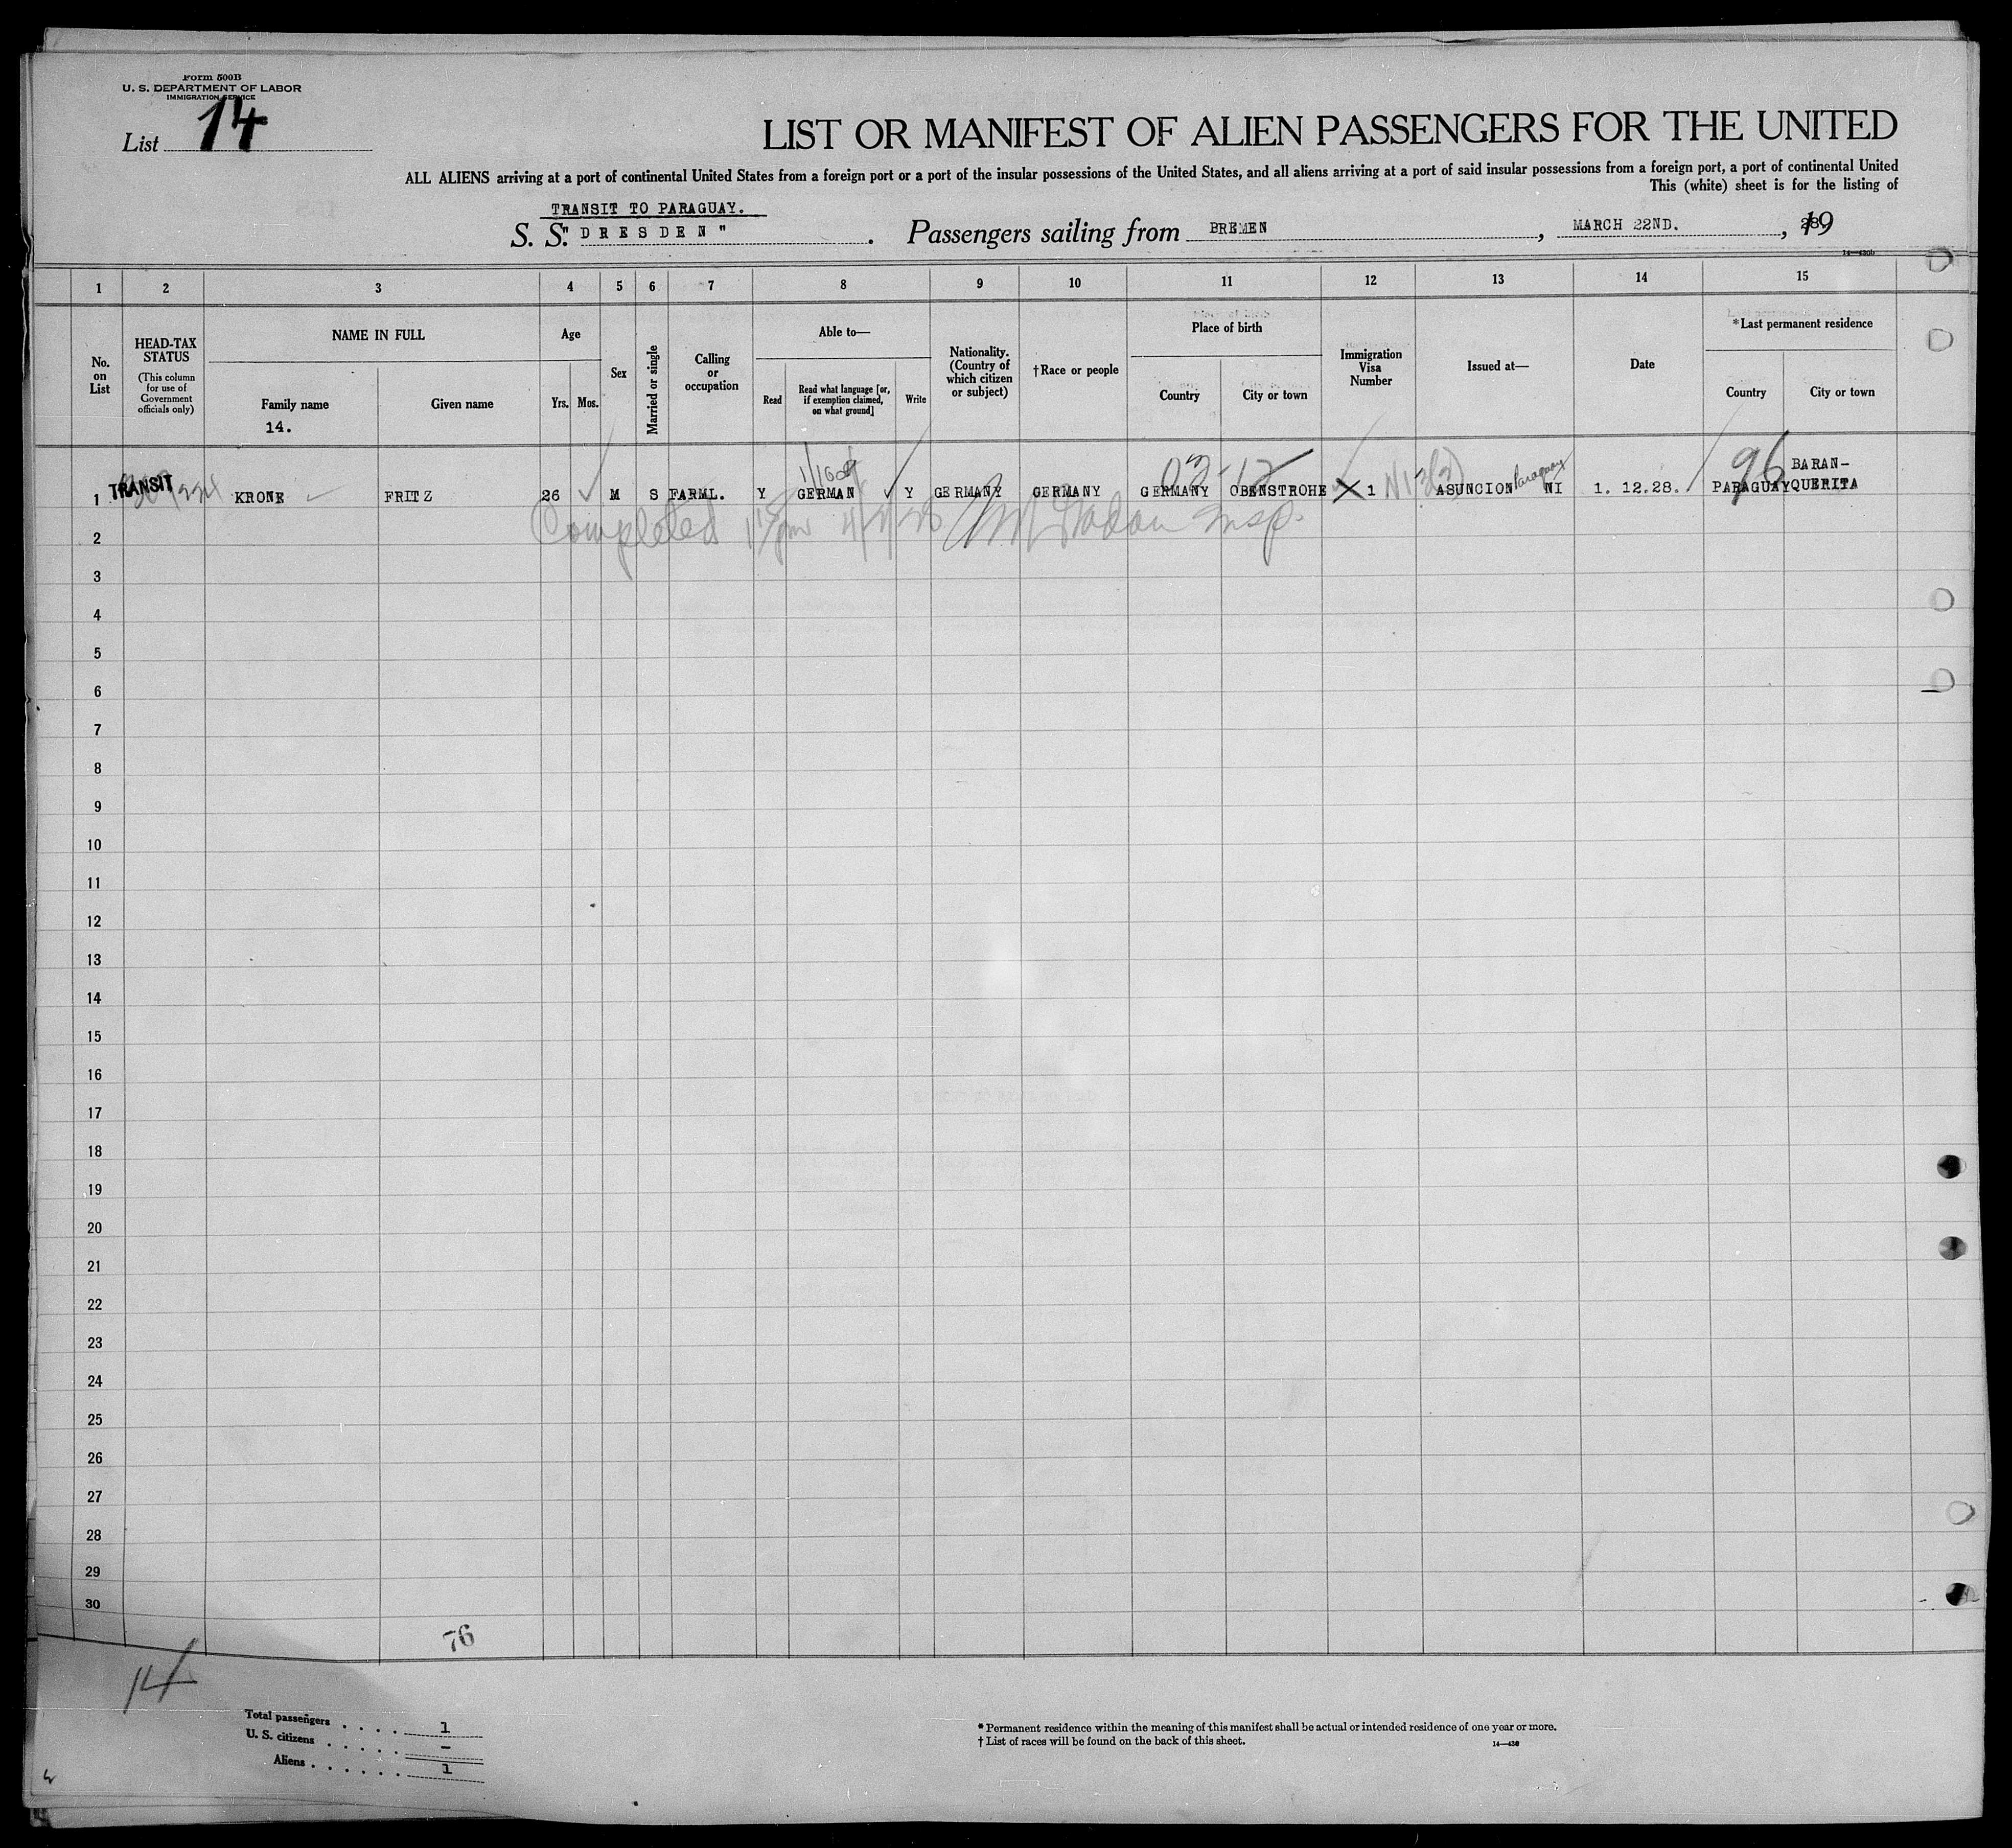 Form 500B
U. S. DEPARTMENT OF LABOR
IMMIGRATION SERVICE
List 14
LIST OR MANIFEST OF ALIEN PASSENGERS FOR THE UNITED
ALL ALIENS arriving at a port of continental United States from a foreign port or a port of the insular possessions of the United States, and all aliens arriving at a port of said insular possessions from a foreign port, a port of continental United
This (white) sheet is for the listing of
TRANSIT TO PARAGUAY.
S. S. "DRESDEN". Passengers sailing from BREMEN, MARCH 22ND., 1928.
14—430b
1 2 3 4 5 6 7 8 9 10 11 12 13 14 15
No. on List
HEAD-TAX STATUS
(This column for use of Government officials only)
NAME IN FULL
Family name
14.
Given name
Age
Yrs. Mos.
Sex
Married or single
Calling or occupation
Able to—
Read
Read what language [or, if exemption claimed, on what ground]
Write
Nationality. (Country of which citizen or subject)
†Race or people
Place of birth
Country
City or town
Immigration Visa Number
Issued at—
Date
*Last permanent residence
Country
City or town
1 TRANSIT KRONE FRITZ 26 M S FARML. Y GERMAN Y GERMANY GERMANY GERMANY OBENSTROHE 1 ASUNCION Paraguay NI 1. 12.28. 96 PARAGUAY BARAN-
QUERITA
Completed
2
3
4
5
6
7
8
9
10
11
12
13
14
15
16
17
18
19
20
21
22
23
24
25
26
27
28
29
30
76
14
Total passengers . . . . 1
U. S. citizens . . . . . –
Aliens . . . . . . 1
* Permanent residence within the meaning of this manifest shall be actual or intended residence of one year or more.
† List of races will be found on the back of this sheet.
14—430